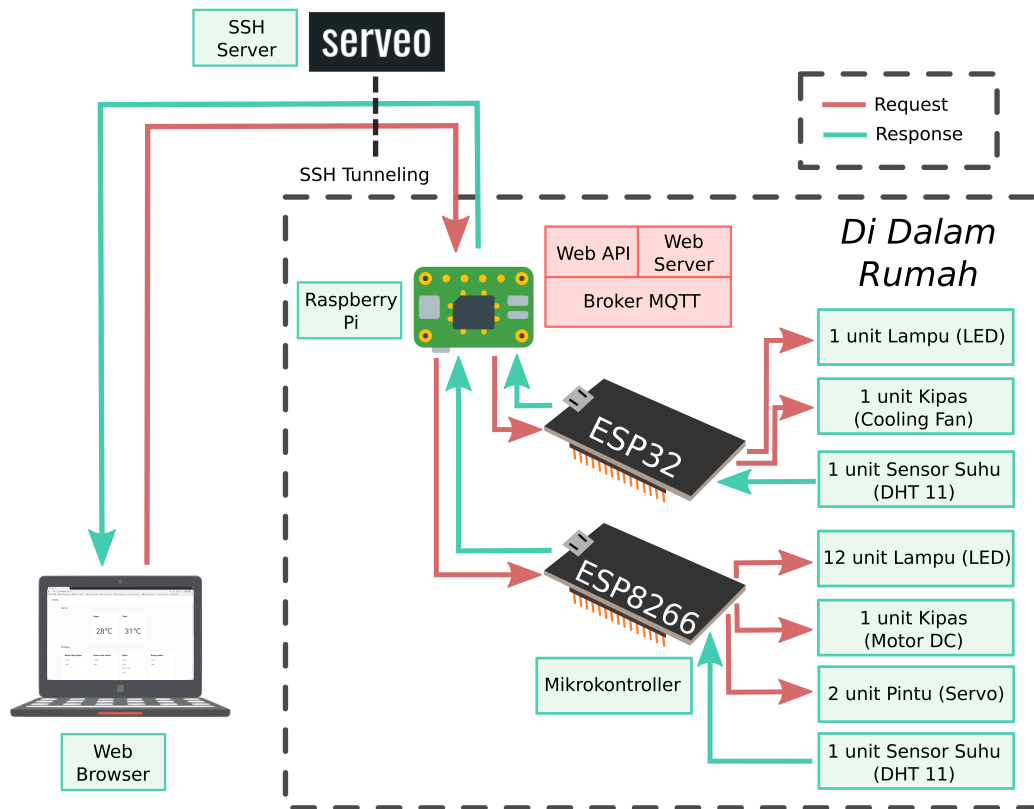 SSH
Server
serveo
SSH Tunneling
Request
Response
Di Dalam
Rumah
Raspberry
Pi
Web API
Web
Server
Broker MQTT
ESP32
1 unit Lampu (LED)
1 unit Kipas
(Cooling Fan)
1 unit Sensor Suhu
(DHT 11)
ESP8266
Mikrokontroller
12 unit Lampu (LED)
1 unit Kipas
(Motor DC)
2 unit Pintu (Servo)
1 unit Sensor Suhu
(DHT 11)
28°C
31°C
Web
Browser